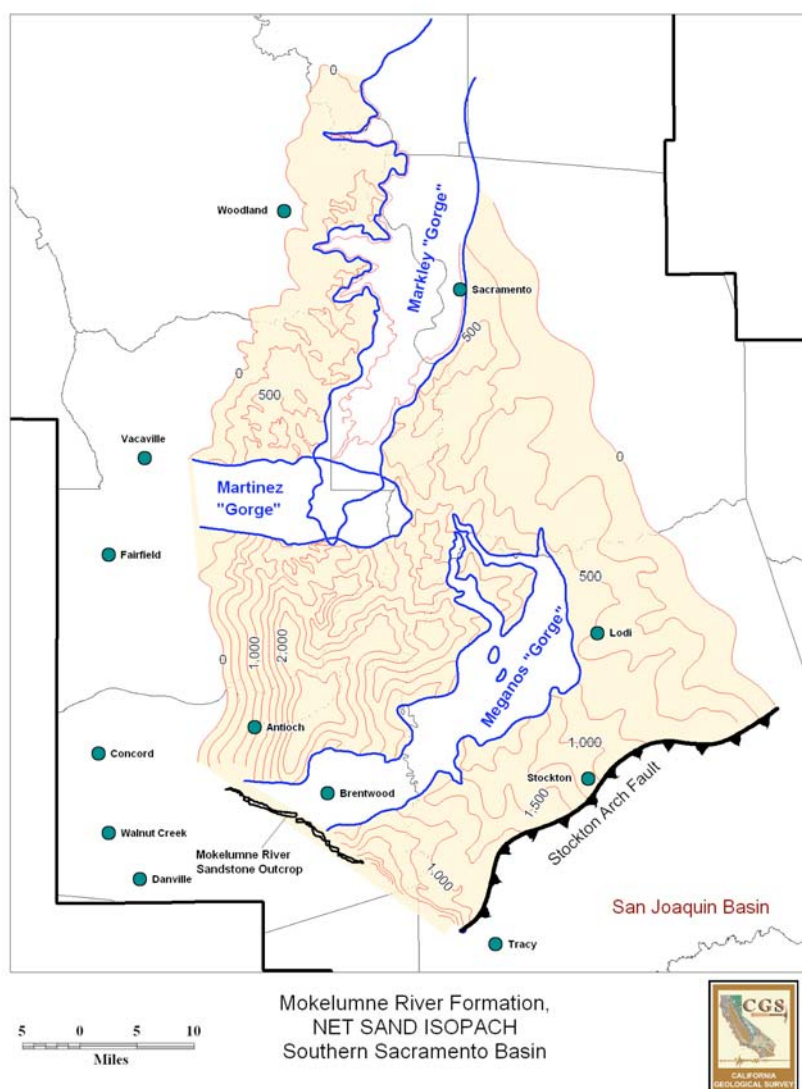 0
Woodland
Markley "Gorge"
Sacramento
500
0
500
Vacaville
0
Martinez
"Gorge"
Fairfield
500
Lodi
0
1,000
2,000
Meganos "Gorge"
Antioch
Concord
1,000
Stockton
Brentwood
1,500
Stockton Arch Fault
Walnut Creek
Mokelumne River
Sandstone Outcrop
Danville
1,000
San Joaquin Basin
Tracy
Mokelumne River Formation,
NET SAND ISOPACH
Southern Sacramento Basin
5 0 5 10
Miles
CGS
CALIFORNIA
GEOLOGICAL SURVEY